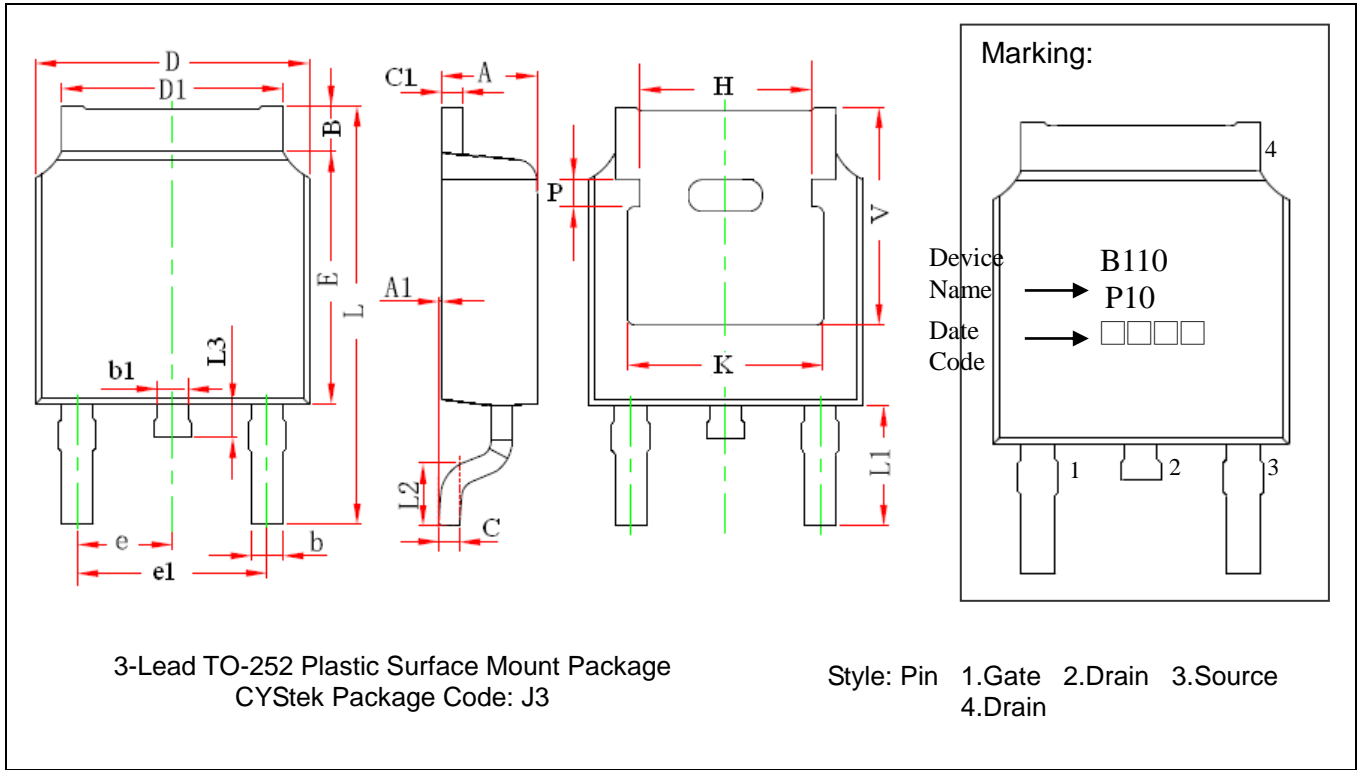 D
D1
B
E
L
L3
b1
e
e1
b
C1
A
A1
L2
C
H
P
V
K
L1
Marking:
4
Device
Name
B110
P10
Date
Code
□□□□
1
2
3
3-Lead TO-252 Plastic Surface Mount Package
CYStek Package Code: J3
Style: Pin 1.Gate 2.Drain 3.Source
4.Drain